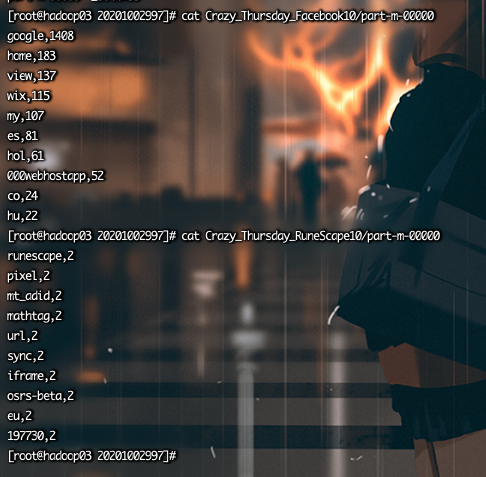 [root@hadoop03 20201002997]# cat Crazy_Thursday_Facebook10/part-m-00000
google,1408
home,183
view,137
wix,115
my,107
es,81
hol,61
000webhostapp,52
co,24
hu,22
[root@hadoop03 20201002997]# cat Crazy_Thursday_RuneScape10/part-m-00000
runescape,2
pixel,2
mt_adid,2
mathtag,2
url,2
sync,2
iframe,2
osrs-beta,2
eu,2
197730,2
[root@hadoop03 20201002997]#